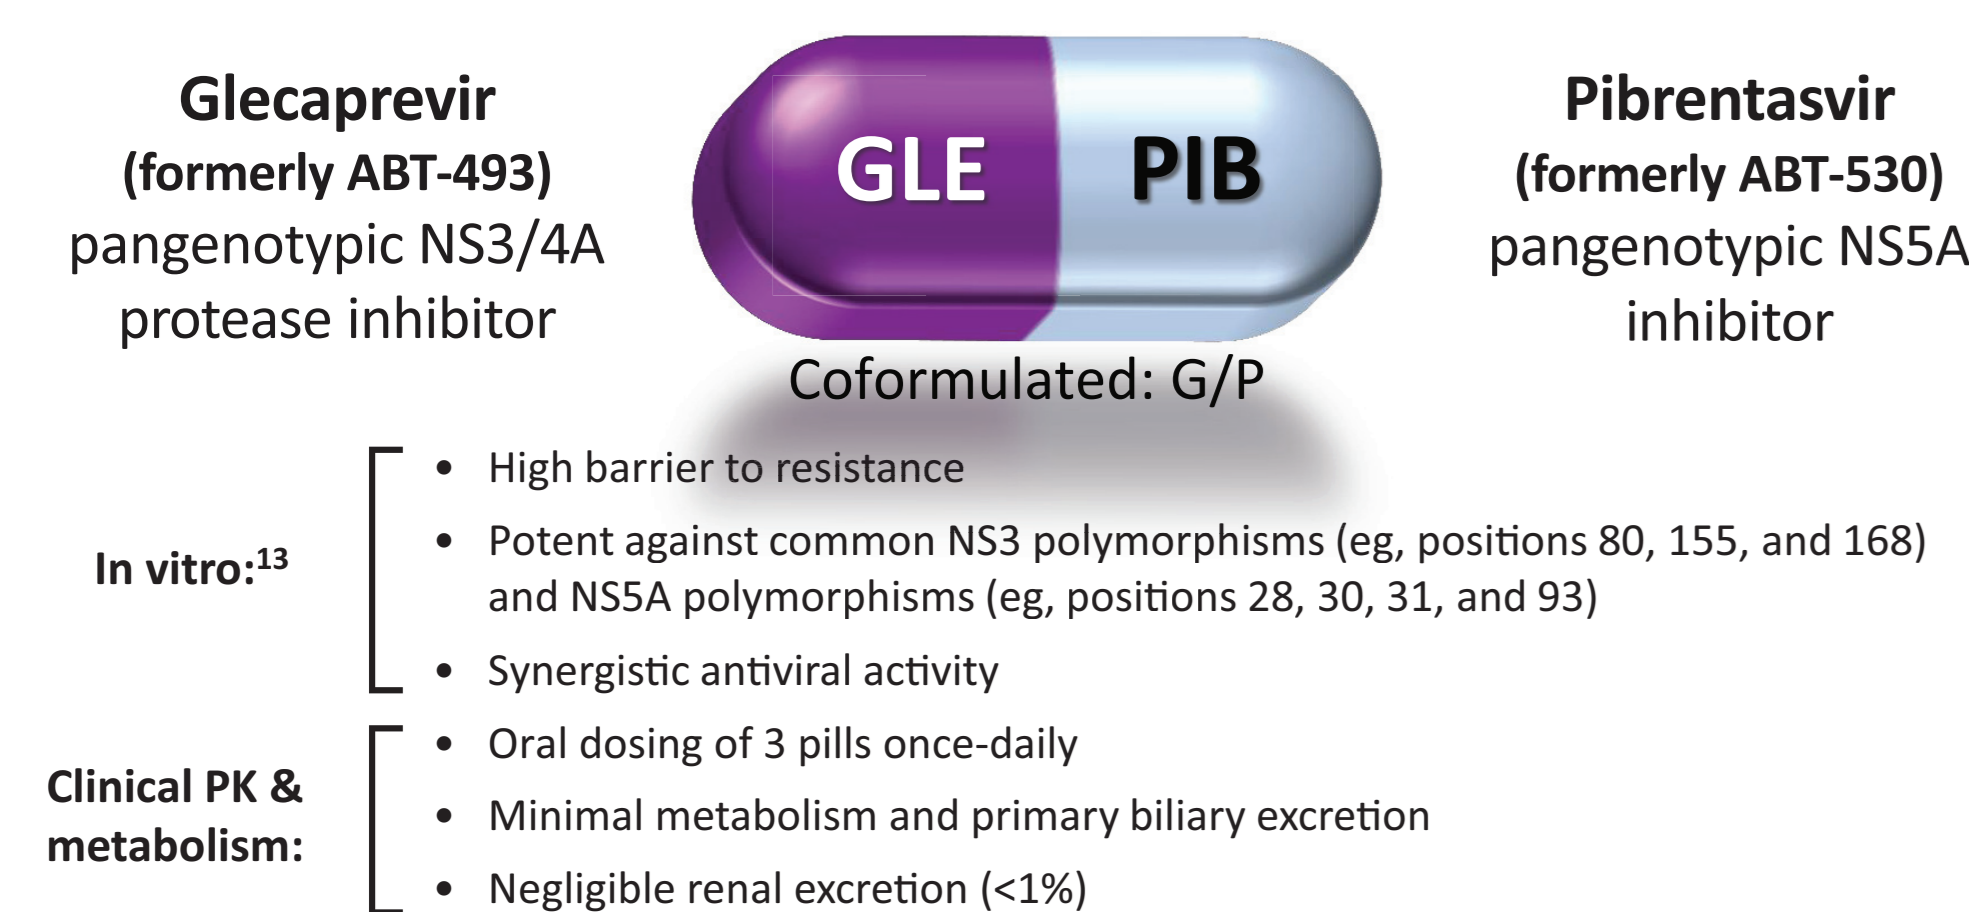 Glecaprevir
(formerly ABT-493)
pangenotypic NS3/4A
protease inhibitor
GLE
PIB
Coformulated: G/P
Pibrentasvir
(formerly ABT-530)
pangenotypic NS5A
inhibitor
In vitro:¹³
• High barrier to resistance
• Potent against common NS3 polymorphisms (eg, positions 80, 155, and 168)
and NS5A polymorphisms (eg, positions 28, 30, 31, and 93)
• Synergistic antiviral activity
Clinical PK &
metabolism:
• Oral dosing of 3 pills once-daily
• Minimal metabolism and primary biliary excretion
• Negligible renal excretion (<1%)